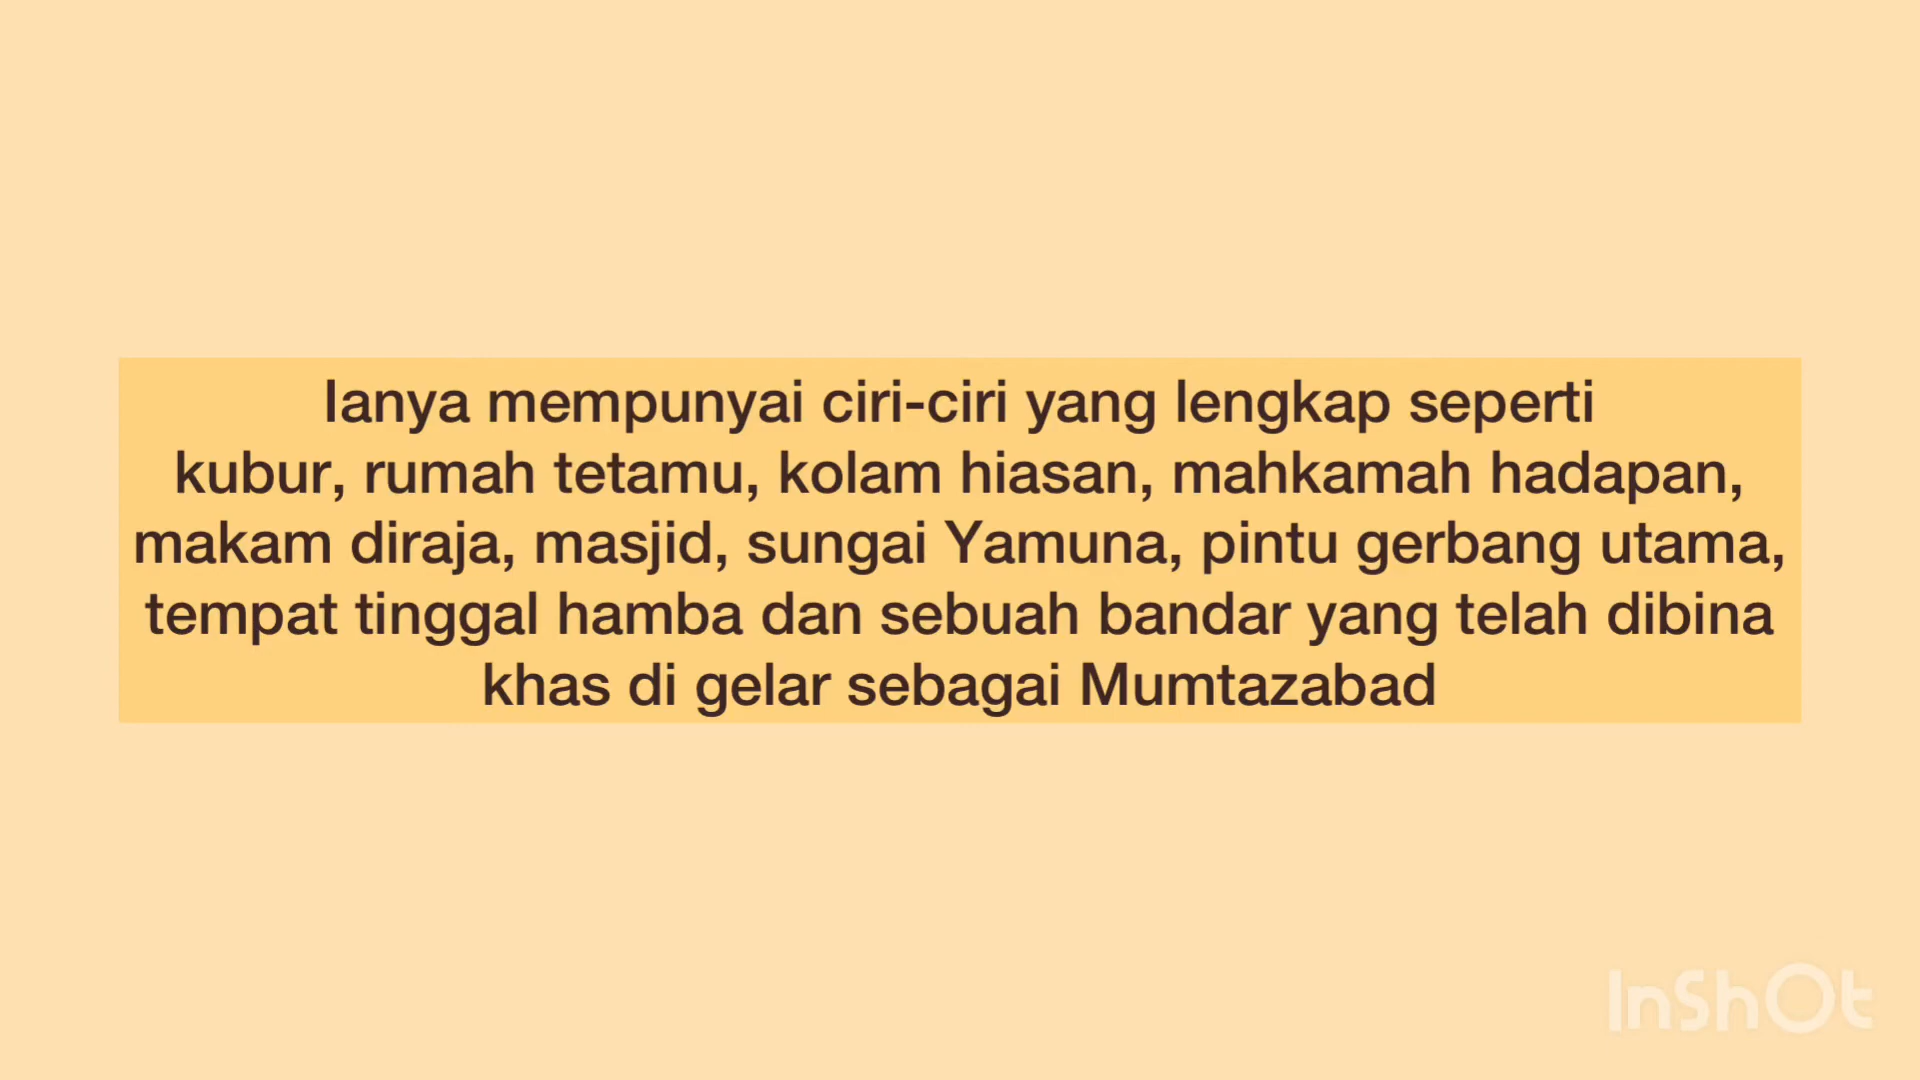 Ianya mempunyai ciri-ciri yang lengkap seperti
kubur, rumah tetamu, kolam hiasan, mahkamah hadapan,
makam diraja, masjid, sungai Yamuna, pintu gerbang utama,
tempat tinggal hamba dan sebuah bandar yang telah dibina
khas di gelar sebagai Mumtazabad
InShOt